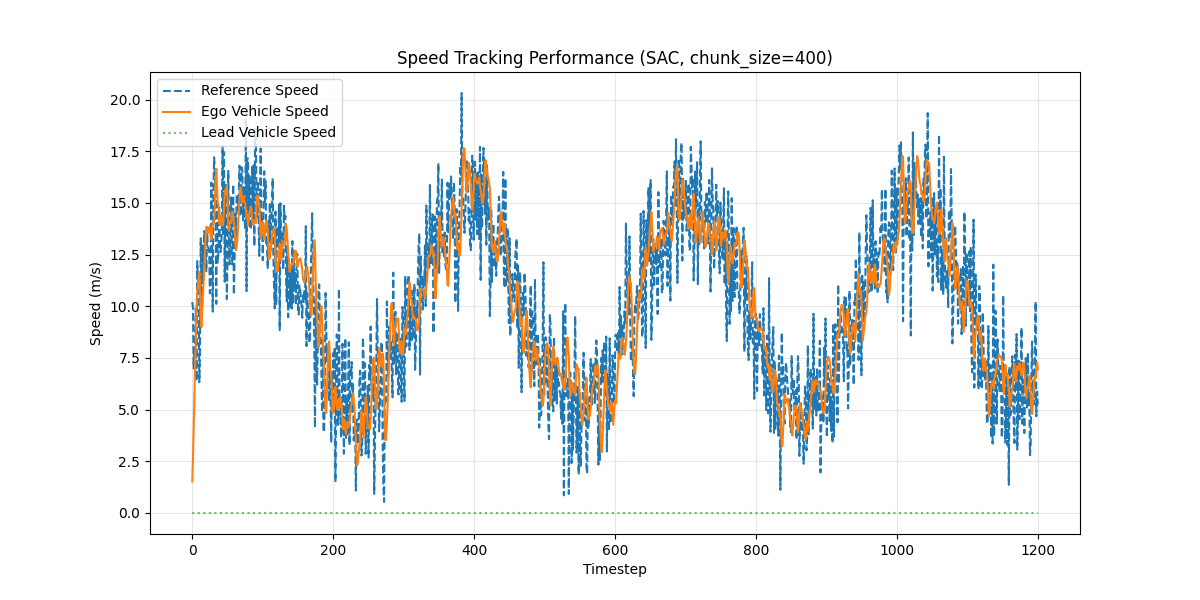 Speed Tracking Performance (SAC, chunk_size=400)
Reference Speed
Ego Vehicle Speed
Lead Vehicle Speed
Speed (m/s)
20.0
17.5
15.0
12.5
10.0
7.5
5.0
2.5
0.0
0 200 400 600 800 1000 1200
Timestep